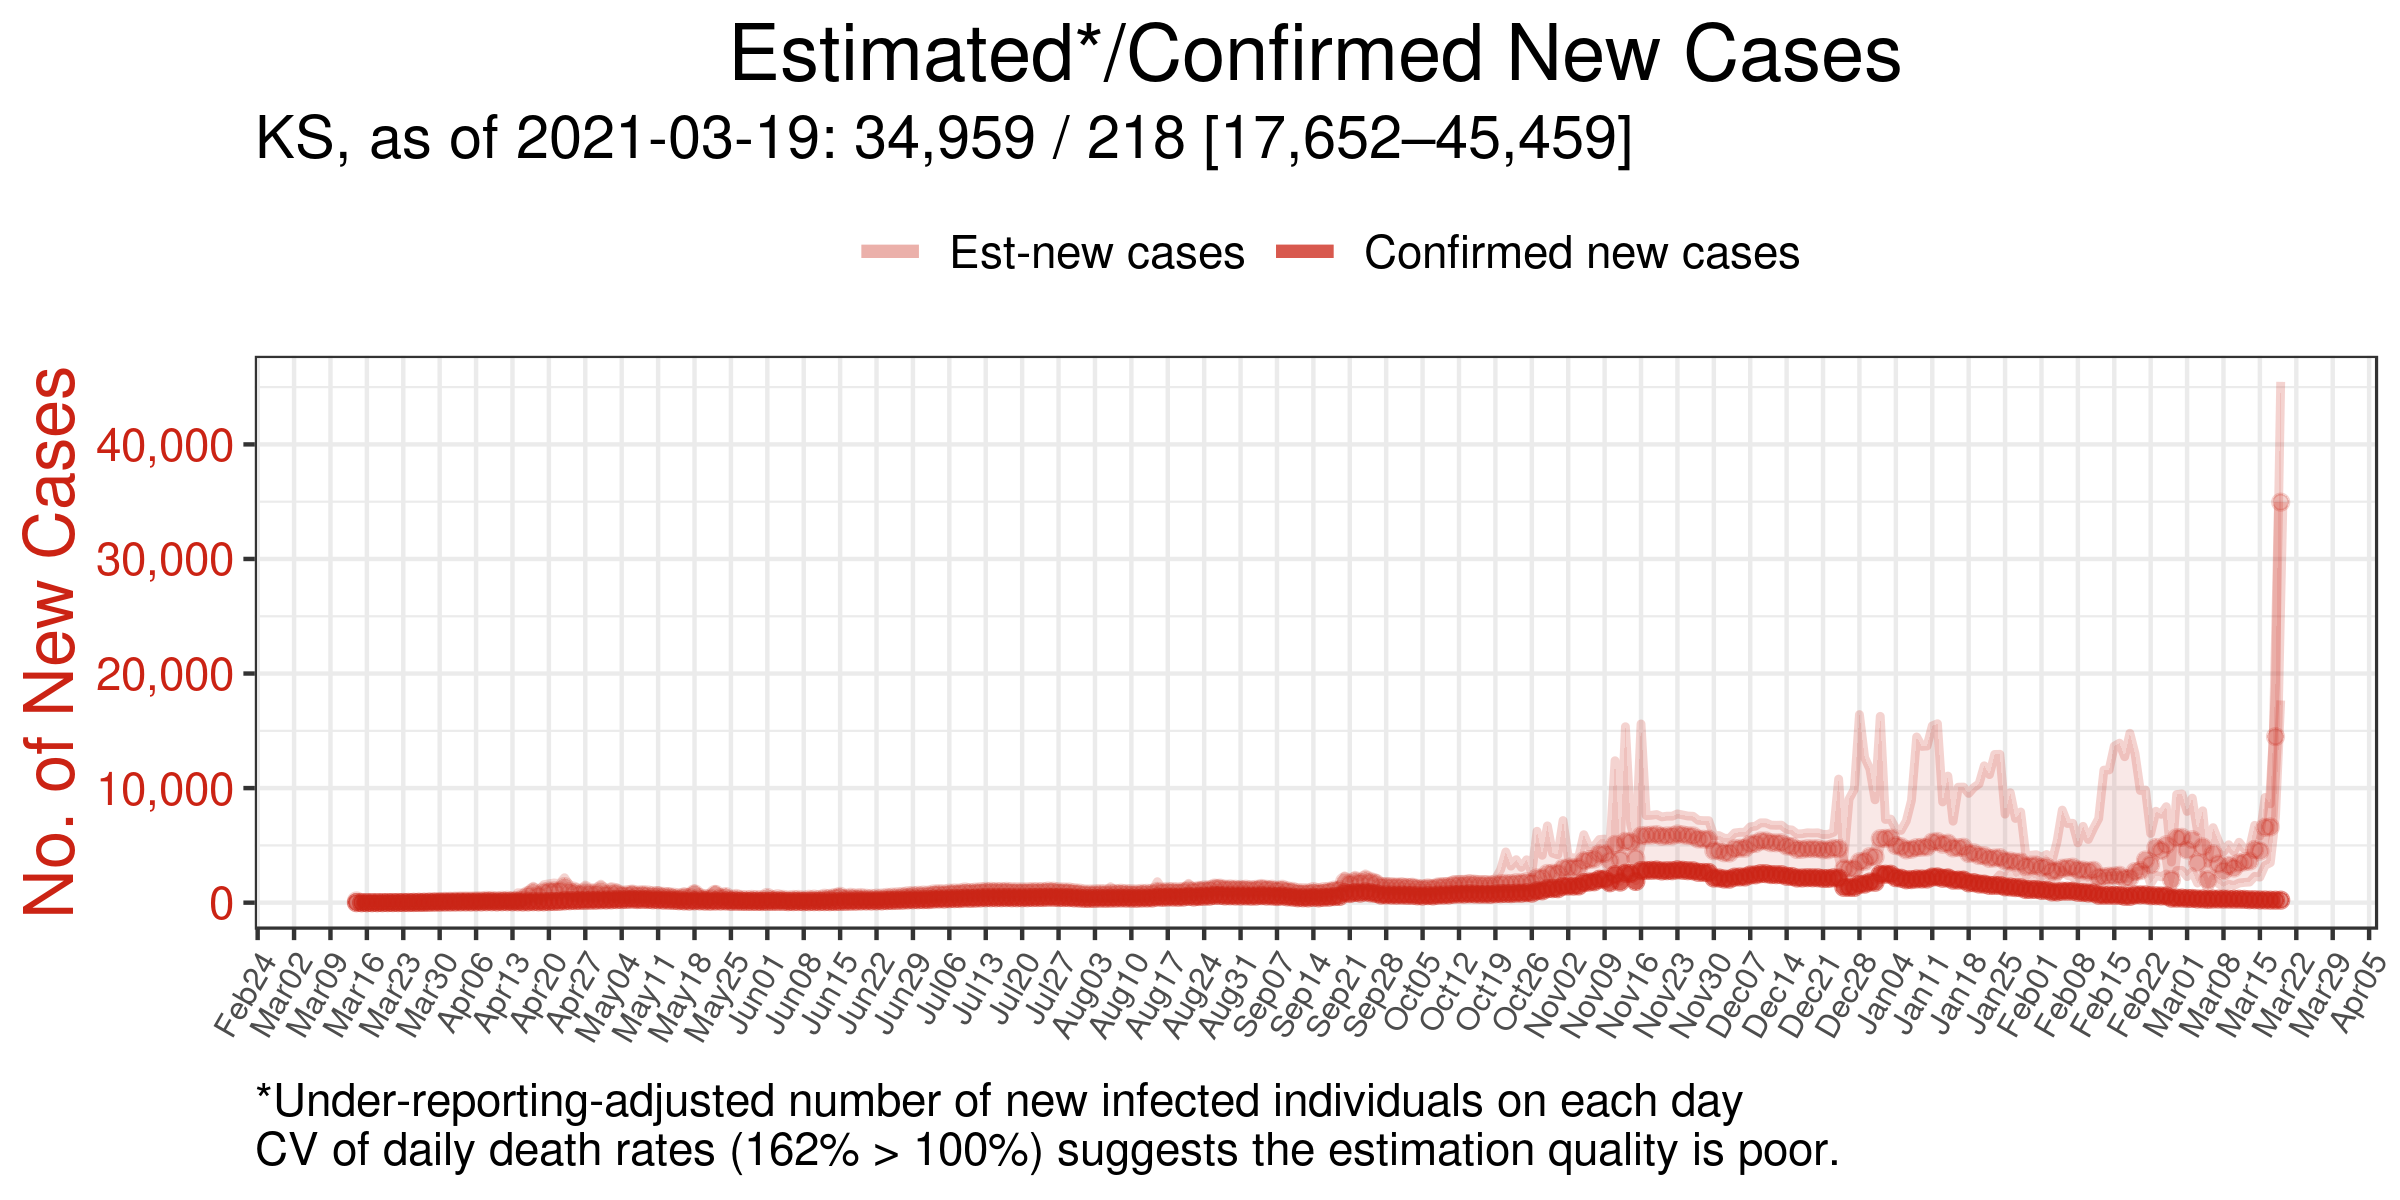 Estimated*/Confirmed New Cases
KS, as of 2021-03-19: 34,959 / 218 [17,652–45,459]
Est-new cases
Confirmed new cases
No. of New Cases
40,000
30,000
20,000
10,000
0
Feb24
Mar02
Mar09
Mar16
Mar23
Mar30
Apr06
Apr13
Apr20
Apr27
May04
May11
May18
May25
Jun01
Jun08
Jun15
Jun22
Jun29
Jul06
Jul13
Jul20
Jul27
Aug03
Aug10
Aug17
Aug24
Aug31
Sep07
Sep14
Sep21
Sep28
Oct05
Oct12
Oct19
Oct26
Nov02
Nov09
Nov16
Nov23
Nov30
Dec07
Dec14
Dec21
Dec28
Jan04
Jan11
Jan18
Jan25
Feb01
Feb08
Feb15
Feb22
Mar01
Mar08
Mar15
Mar22
Mar29
Apr05
*Under-reporting-adjusted number of new infected individuals on each day
CV of daily death rates (162% > 100%) suggests the estimation quality is poor.